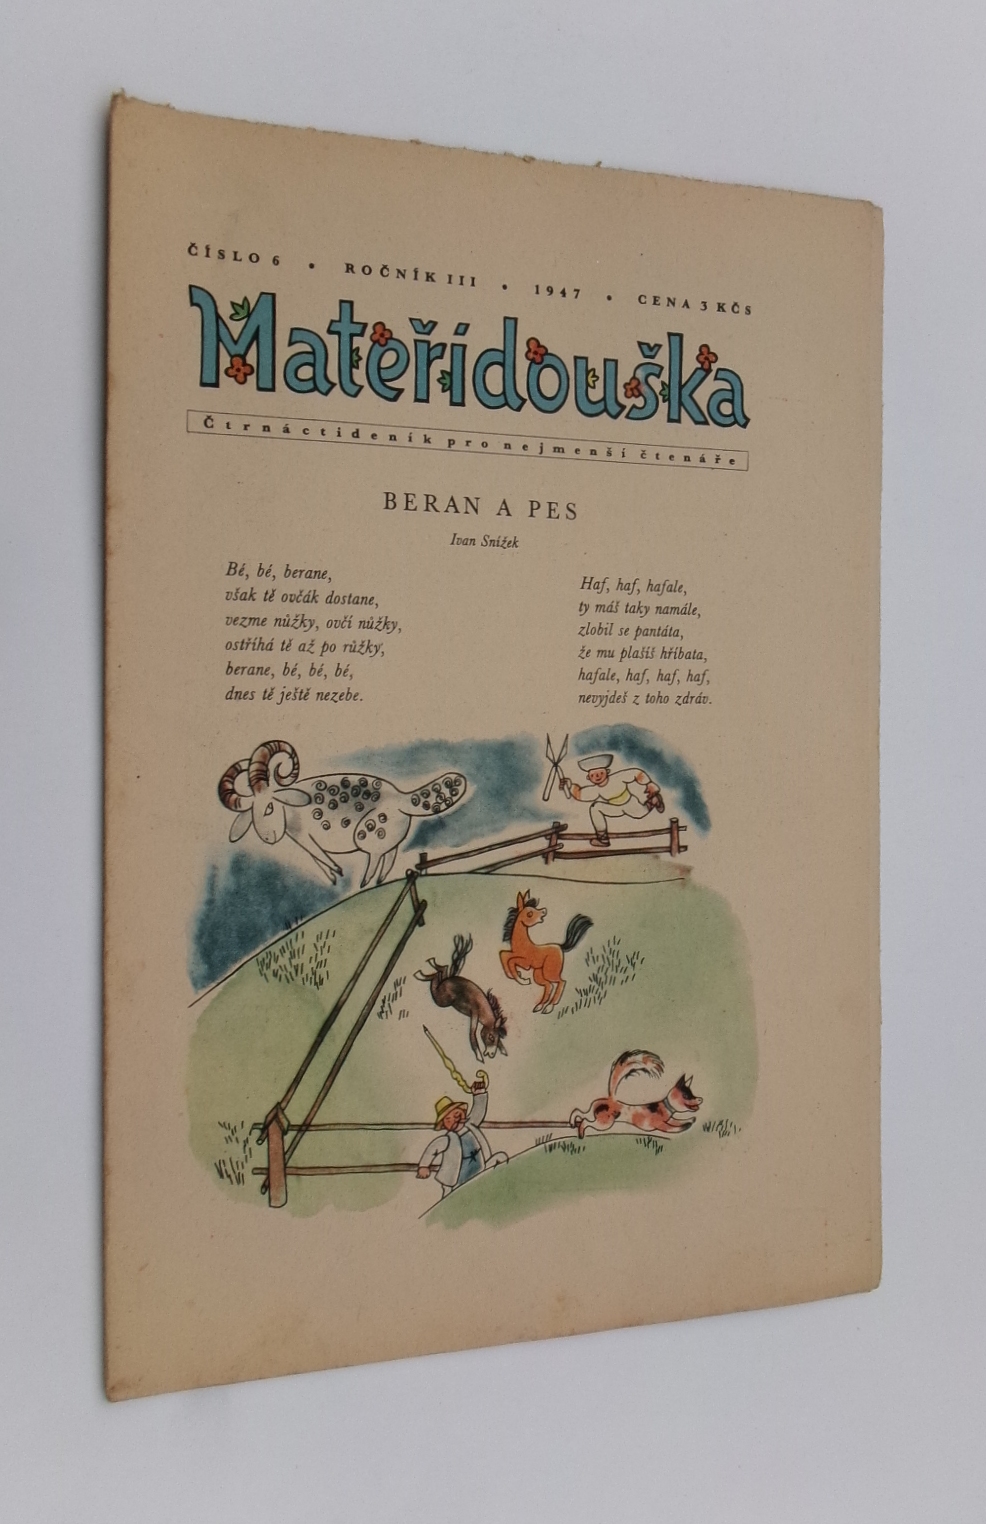 ČÍSLO 6 • ROČNÍK III • 1947 • CENA 3 KČS
Mateřídouška
Čtrnáctideník pro nejmenší čtenáře
BERAN A PES
Ivan Snížek
Bé, bé, berane,
však tě ovčák dostane,
vezme nůžky, ovčí nůžky,
ostříhá tě až po růžky,
berane, bé, bé, bé,
dnes tě ještě nezebe.
Haf, haf, hafale,
ty máš taky namále,
zlobil se pantáta,
že mu plašíš hříbata,
hafale, haf, haf, haf,
nevyjdeš z toho zdráv.